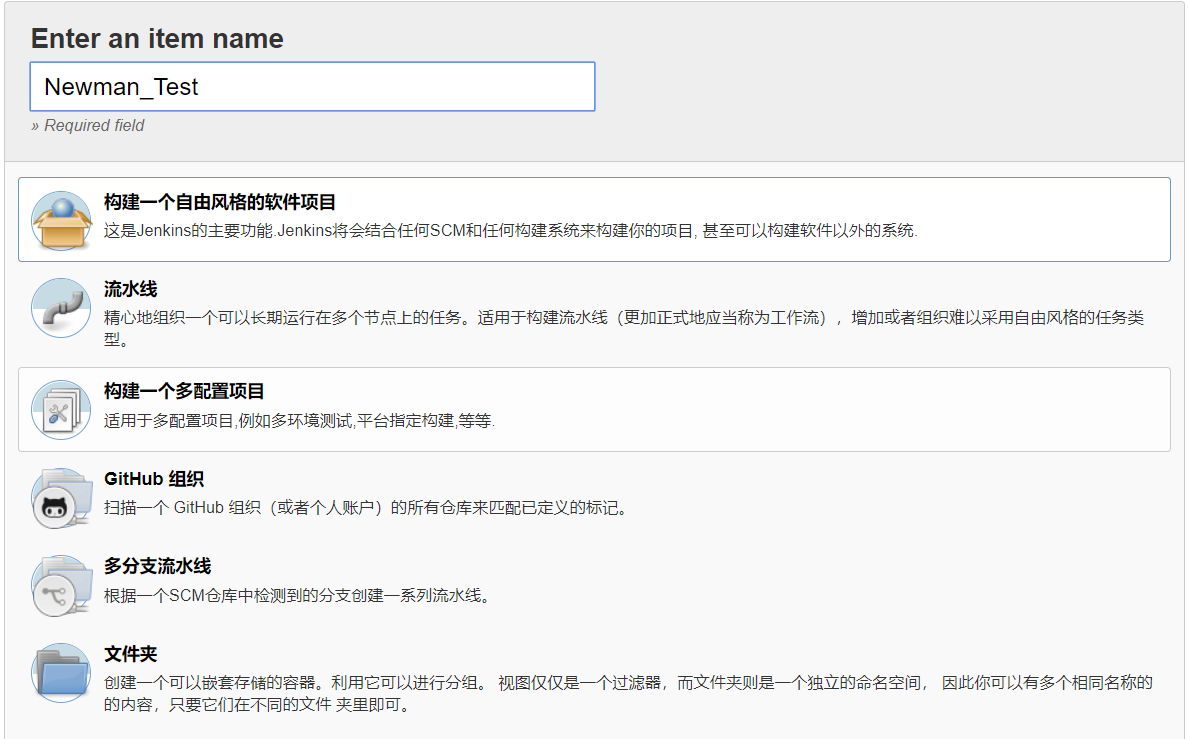 Enter an item name
Newman_Test
» Required field
构建一个自由风格的软件项目
这是Jenkins的主要功能.Jenkins将会结合任何SCM和任何构建系统来构建你的项目, 甚至可以构建软件以外的系统.
流水线
精心地组织一个可以长期运行在多个节点上的任务。适用于构建流水线（更加正式地应当称为工作流），增加或者组织难以采用自由风格的任务类
型。
构建一个多配置项目
适用于多配置项目,例如多环境测试,平台指定构建,等等.
GitHub 组织
扫描一个 GitHub 组织（或者个人账户）的所有仓库来匹配已定义的标记。
多分支流水线
根据一个SCM仓库中检测到的分支创建一系列流水线。
文件夹
创建一个可以嵌套存储的容器。利用它可以进行分组。 视图仅仅是一个过滤器，而文件夹则是一个独立的命名空间， 因此你可以有多个相同名称的
的内容，只要它们在不同的文件 夹里即可。